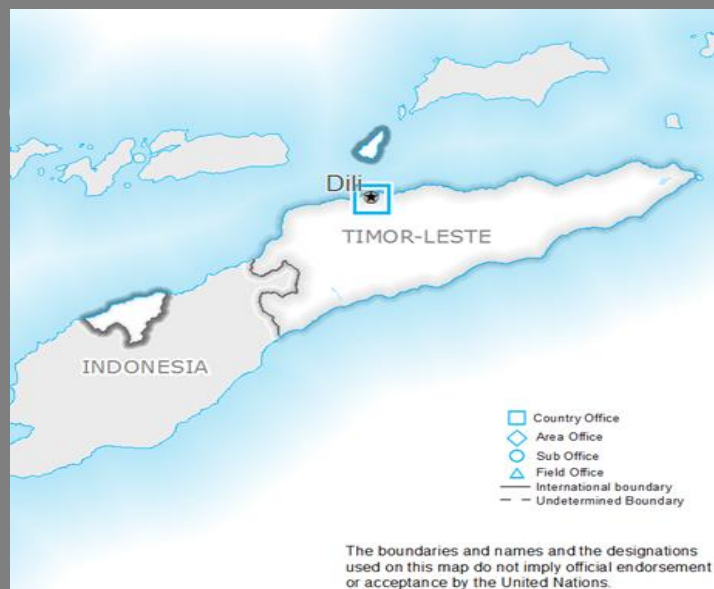 Dili
TIMOR-LESTE
INDONESIA
Country Office
Area Office
Sub Office
Field Office
International boundary
Undetermined Boundary
The boundaries and names and the designations
used on this map do not imply official endorsement
or acceptance by the United Nations.